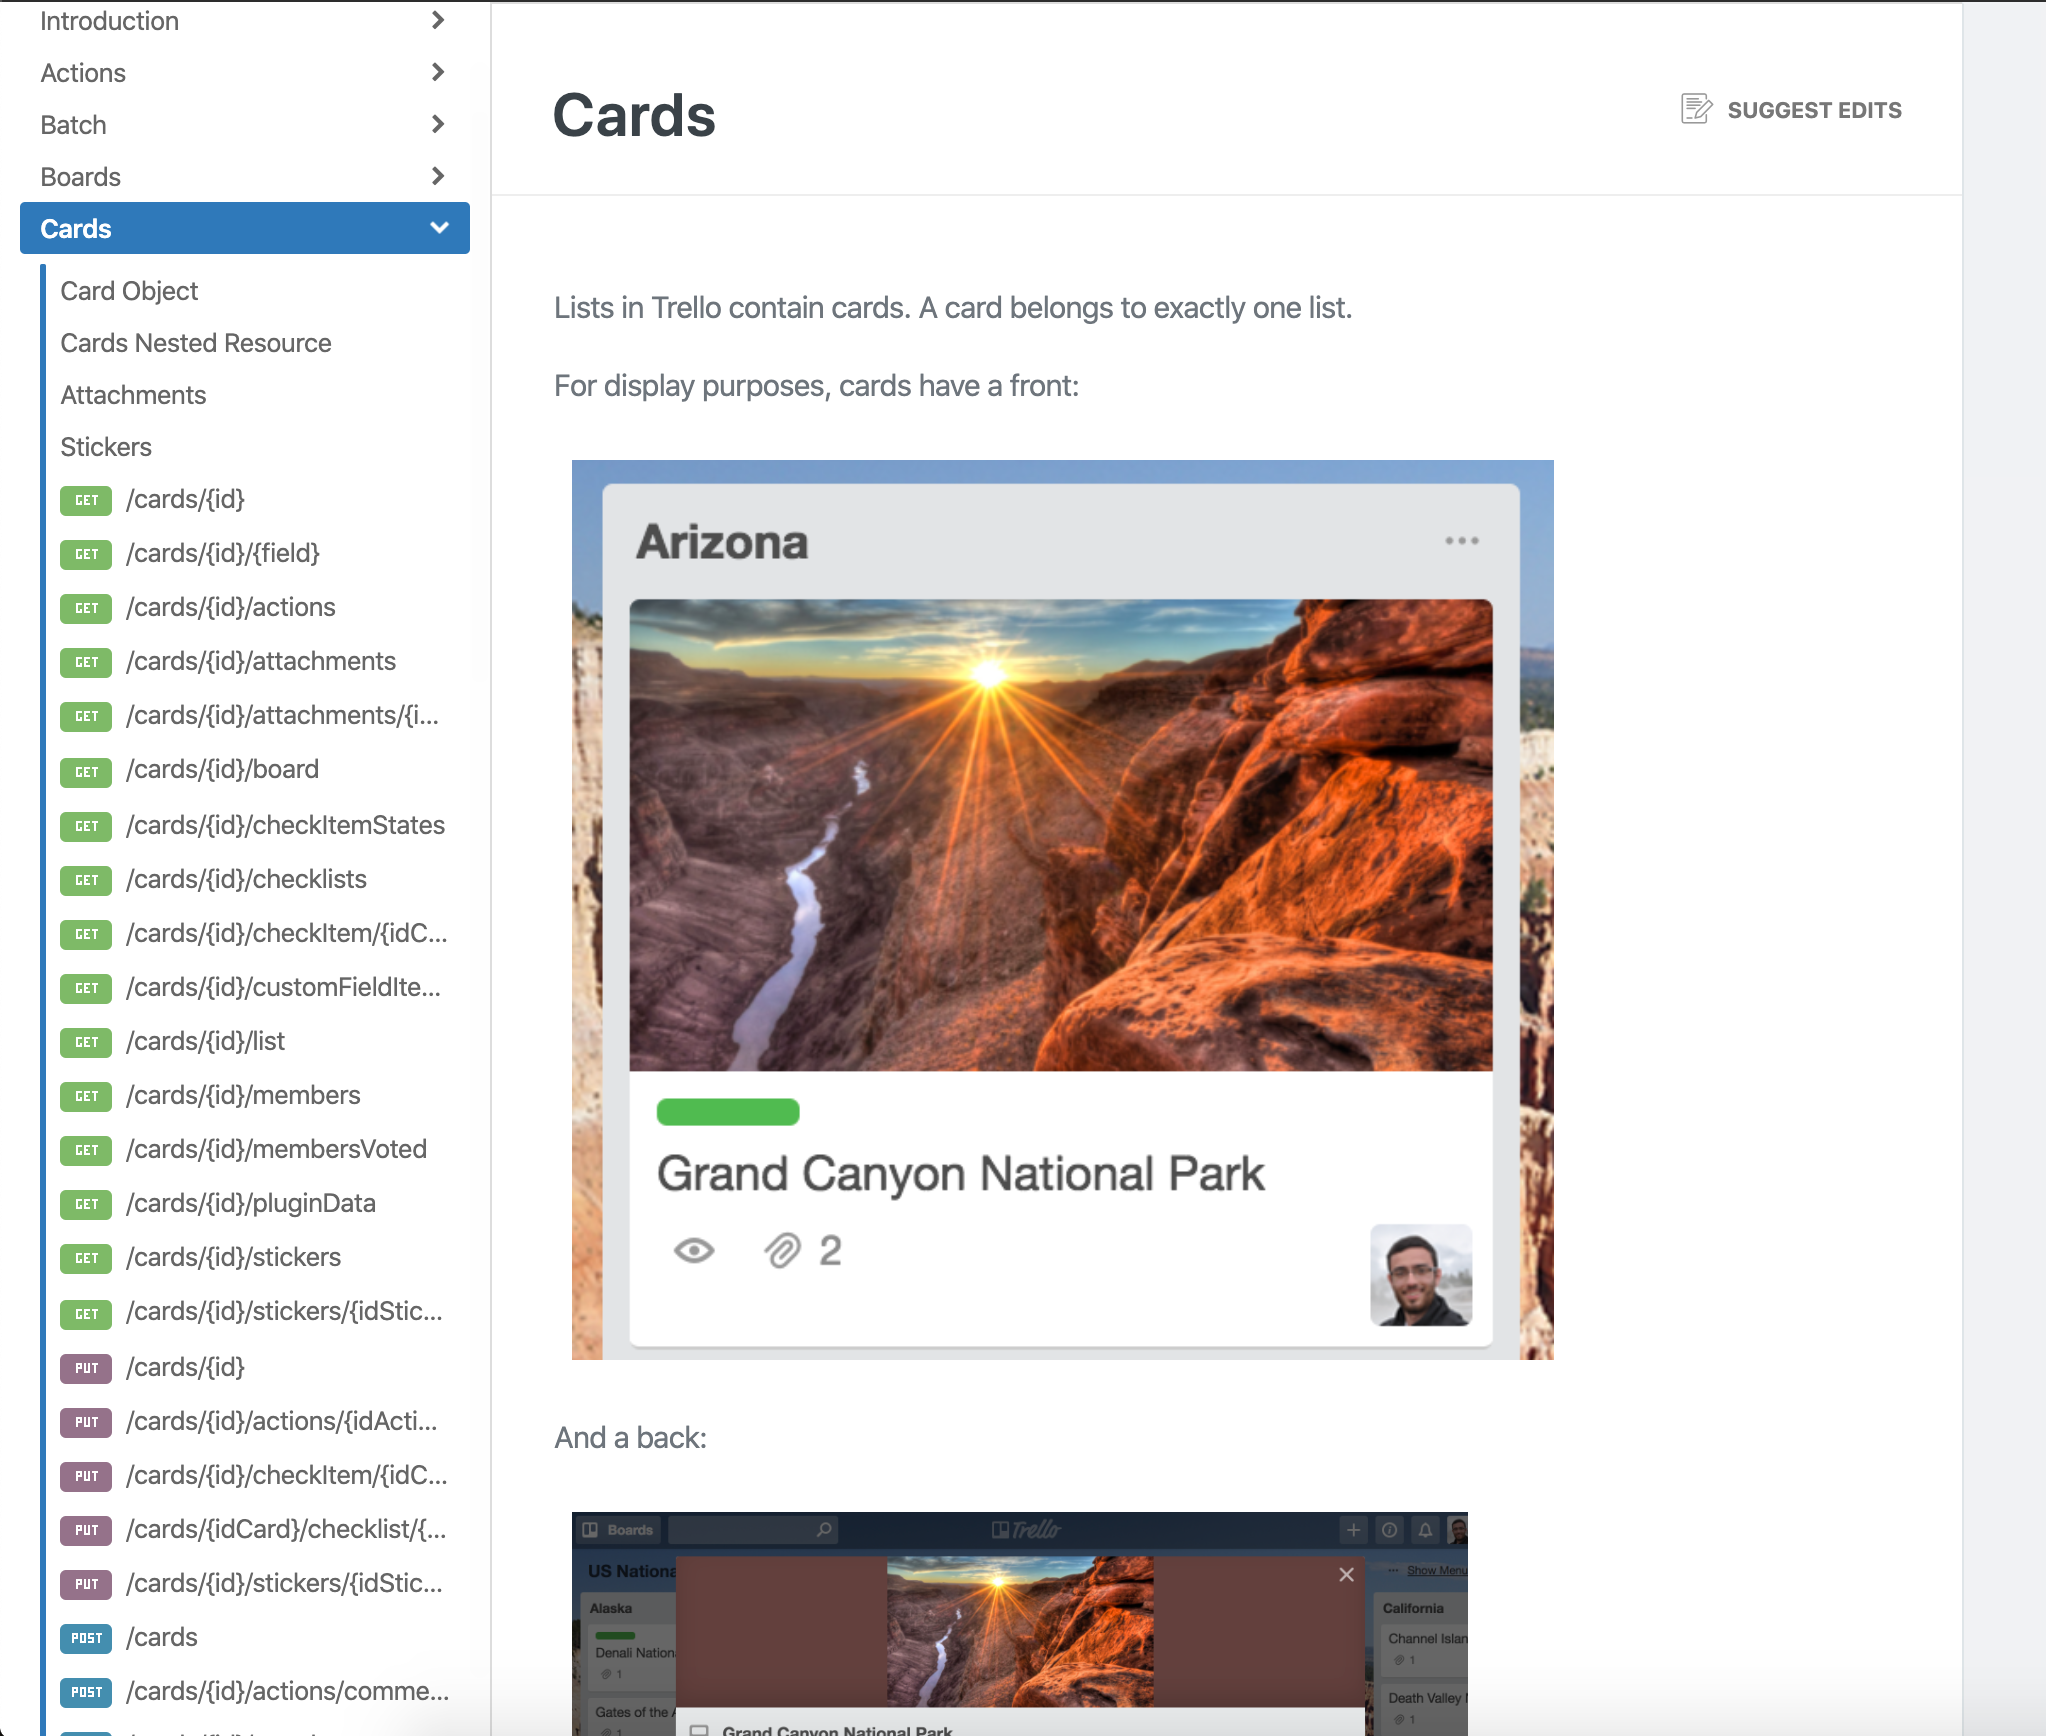 Introduction
Actions
Batch
Boards
Cards
Card Object
Cards Nested Resource
Attachments
Stickers
GET /cards/{id}
GET /cards/{id}/{field}
GET /cards/{id}/actions
GET /cards/{id}/attachments
GET /cards/{id}/attachments/{i...
GET /cards/{id}/board
GET /cards/{id}/checkItemStates
GET /cards/{id}/checklists
GET /cards/{id}/checkItem/{idC...
GET /cards/{id}/customFieldIte...
GET /cards/{id}/list
GET /cards/{id}/members
GET /cards/{id}/membersVoted
GET /cards/{id}/pluginData
GET /cards/{id}/stickers
GET /cards/{id}/stickers/{idStic...
PUT /cards/{id}
PUT /cards/{id}/actions/{idActi...
PUT /cards/{id}/checkItem/{idC...
PUT /cards/{idCard}/checklist/{...
PUT /cards/{id}/stickers/{idStic...
POST /cards
POST /cards/{id}/actions/comme...
Cards
SUGGEST EDITS
Lists in Trello contain cards. A card belongs to exactly one list.
For display purposes, cards have a front:
Arizona
Grand Canyon National Park
2
And a back:
Boards
Trello
US Nationa
... Show Menu
Alaska
Denali Nation
1
Gates of the A
1
California
Channel Islan
1
Death Valley
1
Grand Canyon National Park